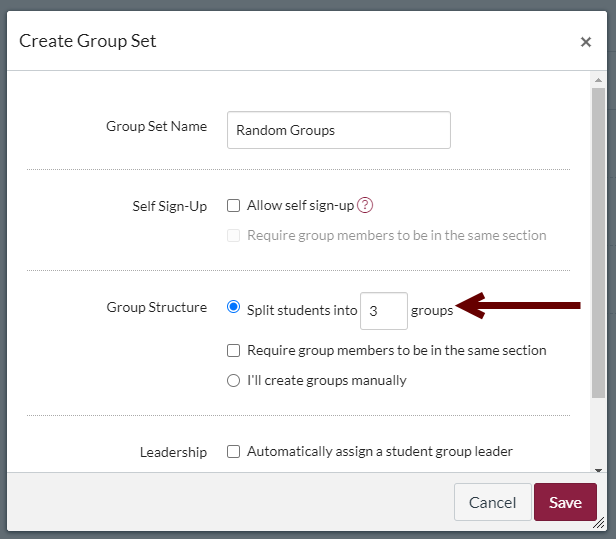 Create Group Set ×
Group Set Name Random Groups
Self Sign-Up Allow self sign-up ?
Require group members to be in the same section
Group Structure Split students into 3 groups
Require group members to be in the same section
I'll create groups manually
Leadership Automatically assign a student group leader
Cancel Save